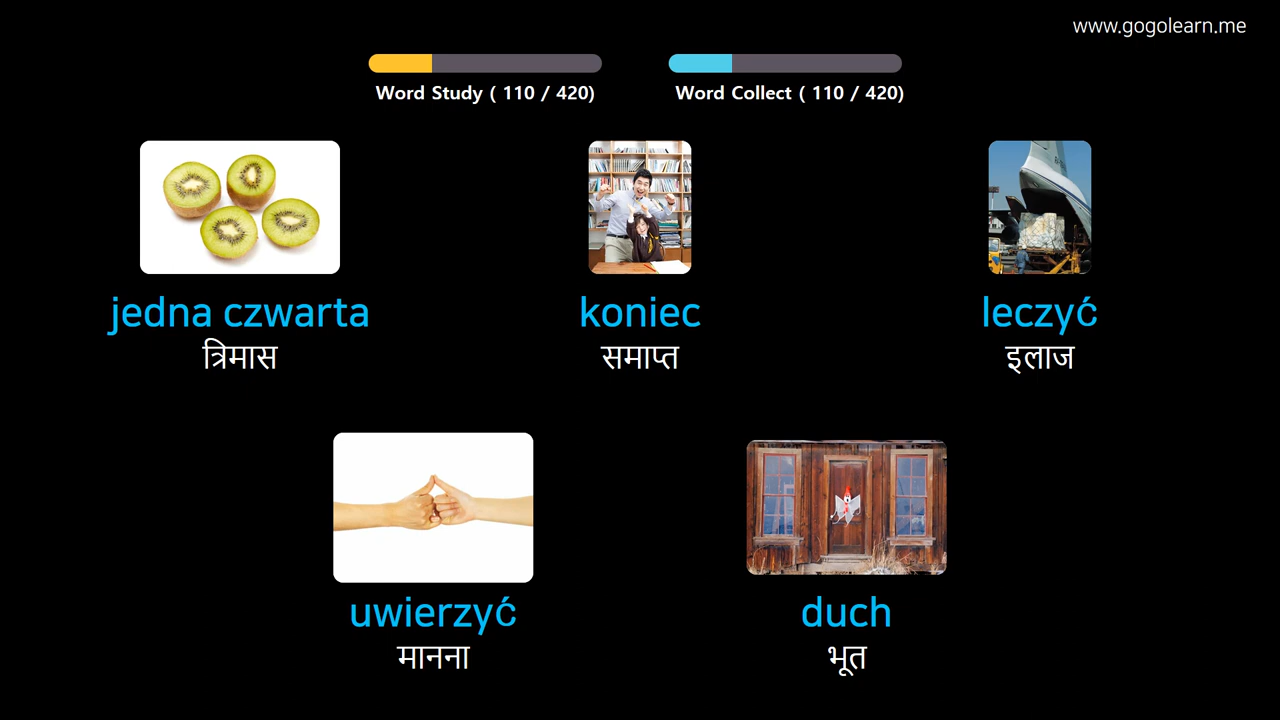 www.gogolearn.me
Word Study ( 110 / 420)
Word Collect ( 110 / 420)
jedna czwarta
त्रिमास
koniec
समाप्त
leczyć
इलाज
uwierzyć
मानना
duch
भूत